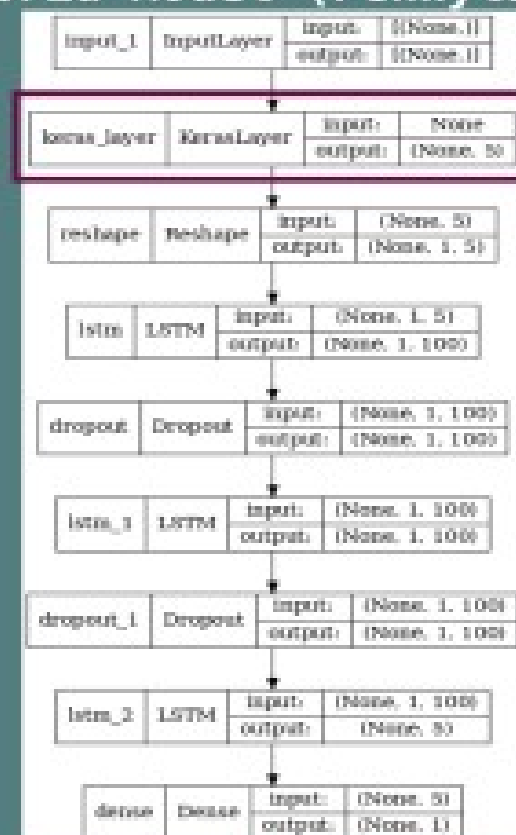 input_1 InputLayer input: [(None,)]
output: [(None,)]
keras_layer KerasLayer input: None
output: (None, 5)
reshape Reshape input: (None, 5)
output: (None, 1, 5)
lstm LSTM input: (None, 1, 5)
output: (None, 1, 100)
dropout Dropout input: (None, 1, 100)
output: (None, 1, 100)
lstm_1 LSTM input: (None, 1, 100)
output: (None, 1, 100)
dropout_1 Dropout input: (None, 1, 100)
output: (None, 1, 100)
lstm_2 LSTM input: (None, 1, 100)
output: (None, 5)
dense Dense input: (None, 5)
output: (None, 1)